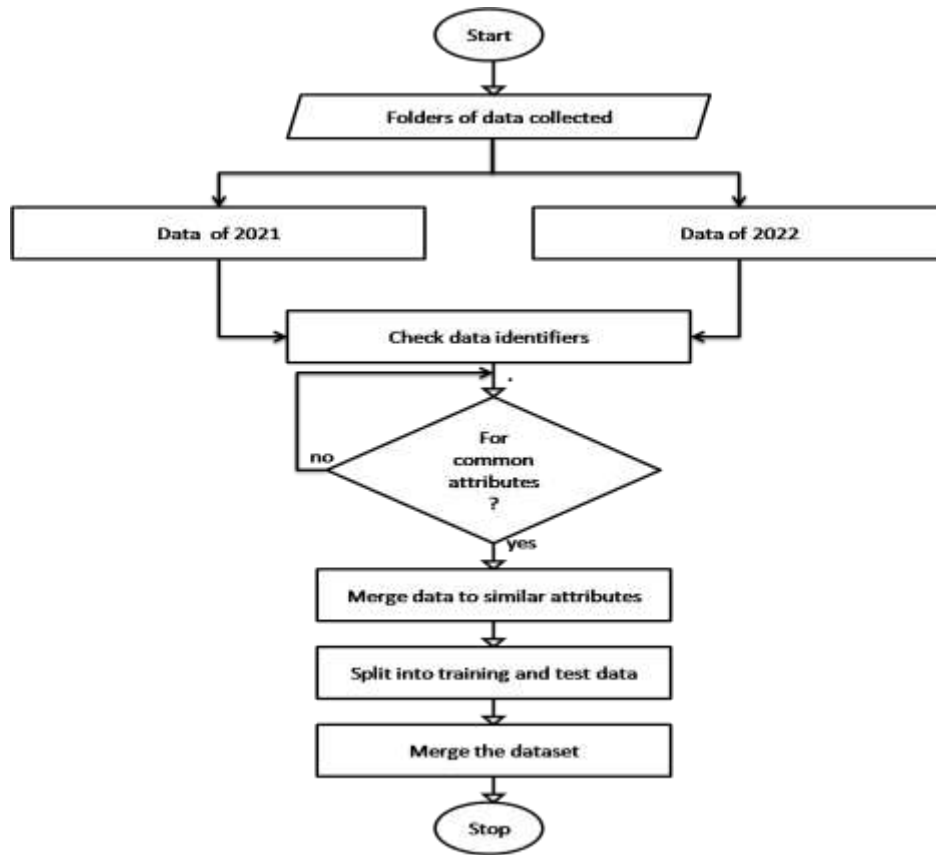 Start
Folders of data collected
Data of 2021
Data of 2022
Check data identifiers
.
For
common
attributes
?
no
yes
Merge data to similar attributes
Split into training and test data
Merge the dataset
Stop